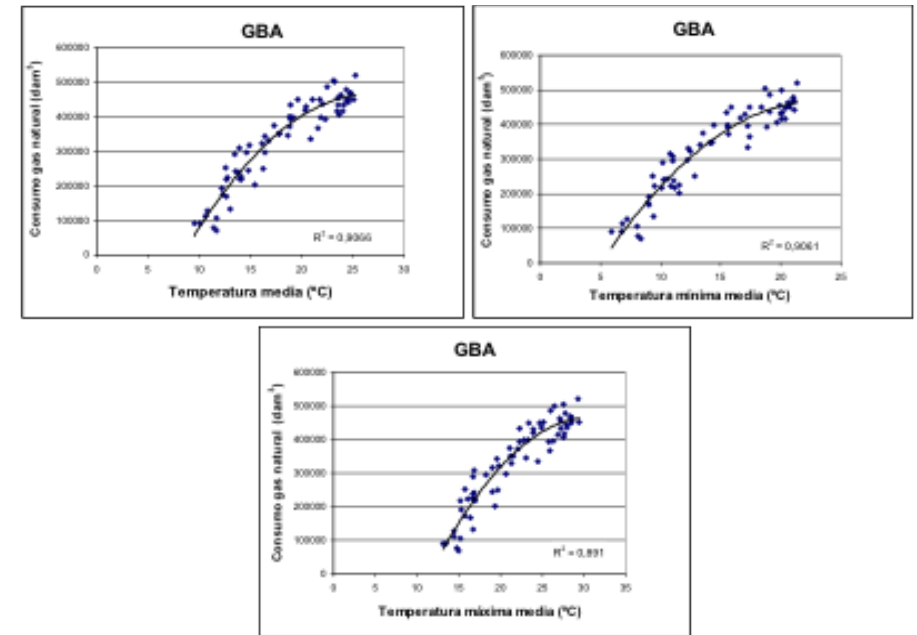 GBA
Consumo gas natural (dam³)
600000
500000
400000
300000
200000
100000
0
0 5 10 15 20 25 30
R² = 0,9066
Temperatura media (ºC)
GBA
Consumo gas natural (dam³)
600000
500000
400000
300000
200000
100000
0
0 5 10 15 20 25
R² = 0,9061
Temperatura mínima media (ºC)
GBA
Consumo gas natural (dam³)
600000
500000
400000
300000
200000
100000
0
0 5 10 15 20 25 30 35
R² = 0,891
Temperatura máxima media (ºC)